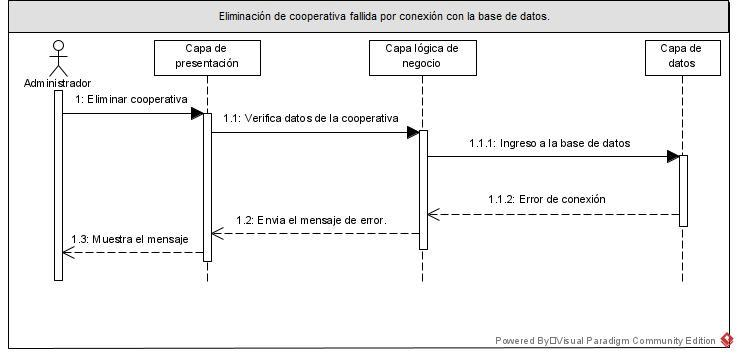 Eliminación de cooperativa fallida por conexión con la base de datos.
Capa de
presentación
Capa lógica de
negocio
Capa de
datos
Administrador
1: Eliminar cooperativa
1.1: Verifica datos de la cooperativa
1.1.1: Ingreso a la base de datos
1.1.2: Error de conexión
1.2: Envia el mensaje de error.
1.3: Muestra el mensaje
Powered By Visual Paradigm Community Edition